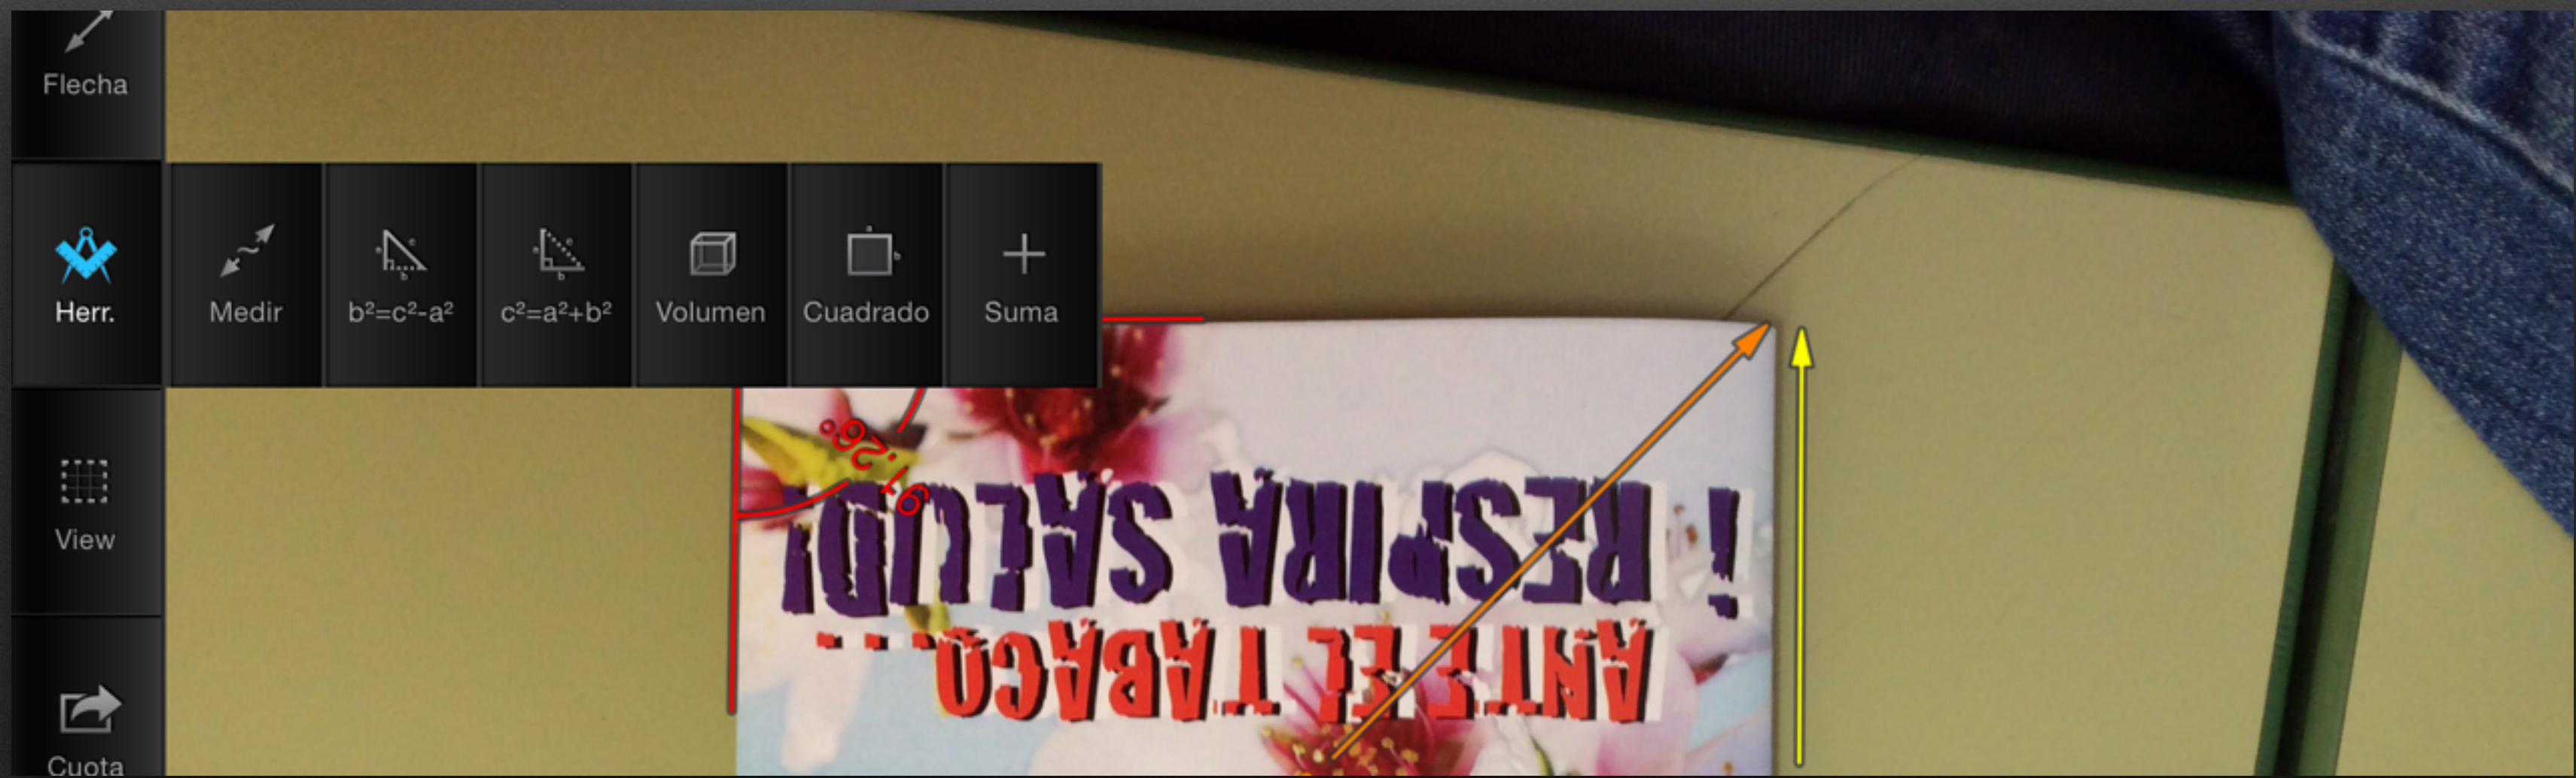 Flecha
Herr.
Medir
b²=c²-a²
c²=a²+b²
Volumen
Cuadrado
Suma
View
Cuota
91.26°
ANTE EL TABACO...
¡ RESPIRA SALUD!